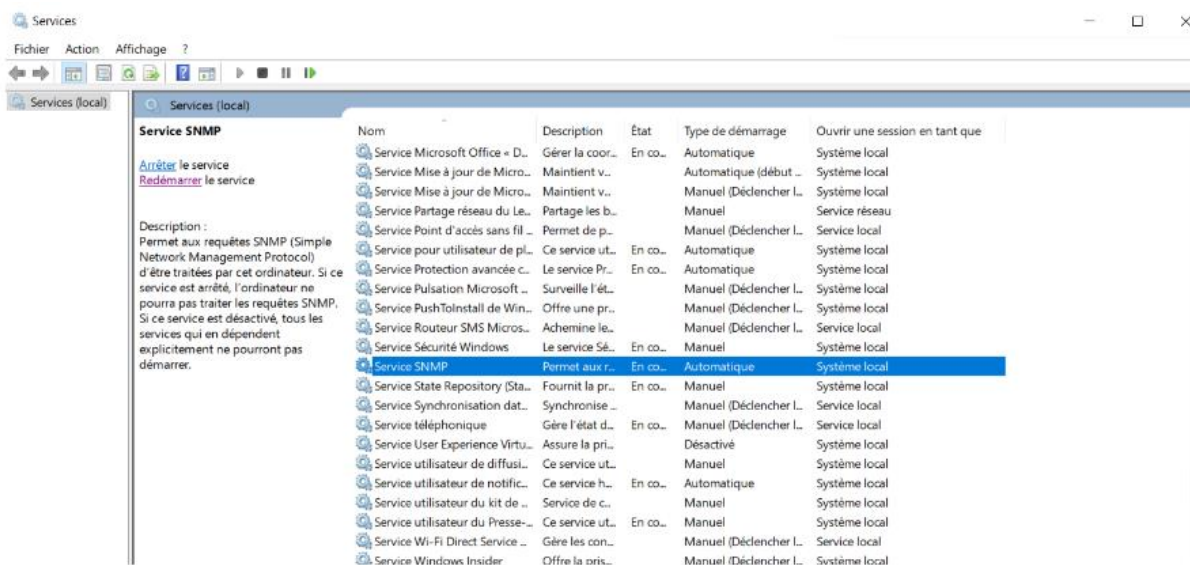 Services
Fichier Action Affichage ?
Services (local)
Services (local)
Service SNMP
Arrêter le service
Redémarrer le service
Description :
Permet aux requêtes SNMP (Simple
Network Management Protocol)
d'être traitées par cet ordinateur. Si ce
service est arrêté, l'ordinateur ne
pourra pas traiter les requêtes SNMP.
Si ce service est désactivé, tous les
services qui en dépendent
explicitement ne pourront pas
démarrer.
Nom Description État Type de démarrage Ouvrir une session en tant que
Service Microsoft Office « D... Gérer la coor... En co... Automatique Système local
Service Mise à jour de Micro... Maintient v... Automatique (début ... Système local
Service Mise à jour de Micro... Maintient v... Manuel (Déclencher l... Système local
Service Partage réseau du Le... Partage les b... Manuel Service réseau
Service Point d'accès sans fil ... Permet de p... Manuel (Déclencher l... Service local
Service pour utilisateur de pl... Ce service ut... En co... Automatique Système local
Service Protection avancée c... Le service Pr... En co... Automatique Système local
Service Pulsation Microsoft ... Surveille l'ét... Manuel (Déclencher l... Système local
Service PushToInstall de Win... Offre une pr... Manuel (Déclencher l... Système local
Service Routeur SMS Micros... Achemine le... Manuel (Déclencher l... Service local
Service Sécurité Windows Le service Sé... En co... Manuel Système local
Service SNMP Permet aux r... En co... Automatique Système local
Service State Repository (Sta... Fournit la pr... En co... Manuel Système local
Service Synchronisation dat... Synchronise ... Manuel (Déclencher l... Service local
Service téléphonique Gère l'état d... En co... Manuel (Déclencher l... Service local
Service User Experience Virtu... Assure la pri... Désactivé Système local
Service utilisateur de diffusi... Ce service ut... Manuel Système local
Service utilisateur de notific... Ce service h... En co... Automatique Système local
Service utilisateur du kit de ... Service de c... Manuel Système local
Service utilisateur du Presse-... Ce service ut... En co... Manuel Système local
Service Wi-Fi Direct Service ... Gère les con... Manuel (Déclencher l... Service local
Service Windows Insider Offre la pris... Manuel (Déclencher l... Système local